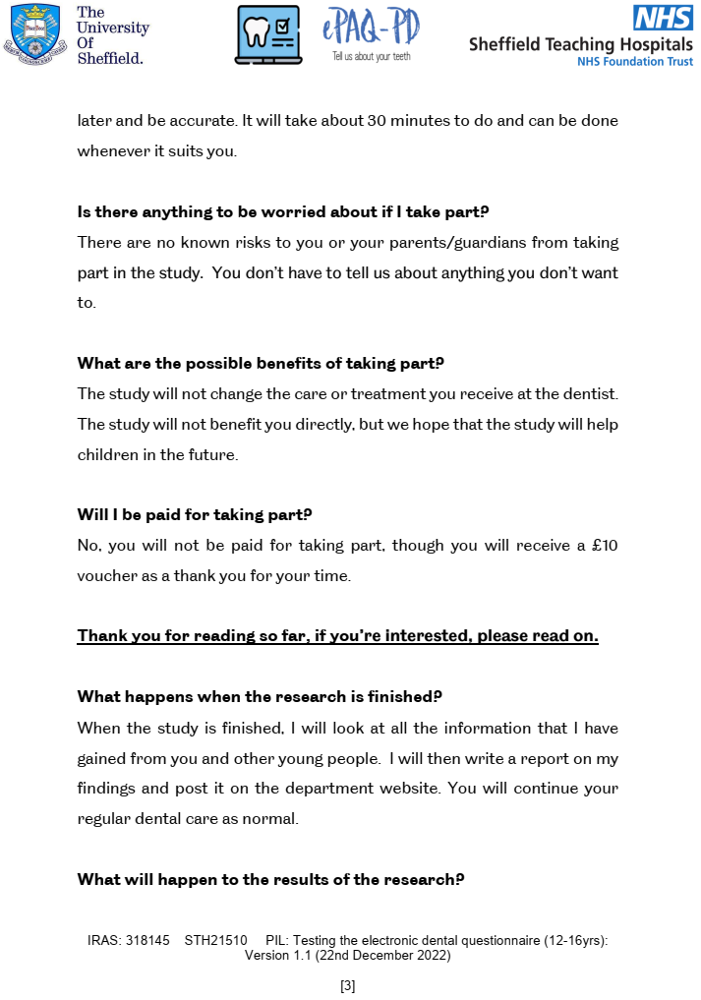 The
University
Of
Sheffield.
ePAQ-PD
Tell us about your teeth
NHS
Sheffield Teaching Hospitals
NHS Foundation Trust
later and be accurate. It will take about 30 minutes to do and can be done
whenever it suits you.
Is there anything to be worried about if I take part?
There are no known risks to you or your parents/guardians from taking
part in the study.  You don't have to tell us about anything you don't want
to.
What are the possible benefits of taking part?
The study will not change the care or treatment you receive at the dentist.
The study will not benefit you directly, but we hope that the study will help
children in the future.
Will I be paid for taking part?
No, you will not be paid for taking part, though you will receive a £10
voucher as a thank you for your time.
Thank you for reading so far, if you're interested, please read on.
What happens when the research is finished?
When the study is finished, I will look at all the information that I have
gained from you and other young people.  I will then write a report on my
findings and post it on the department website. You will continue your
regular dental care as normal.
What will happen to the results of the research?
IRAS: 318145    STH21510     PIL: Testing the electronic dental questionnaire (12-16yrs):
Version 1.1 (22nd December 2022)
[3]